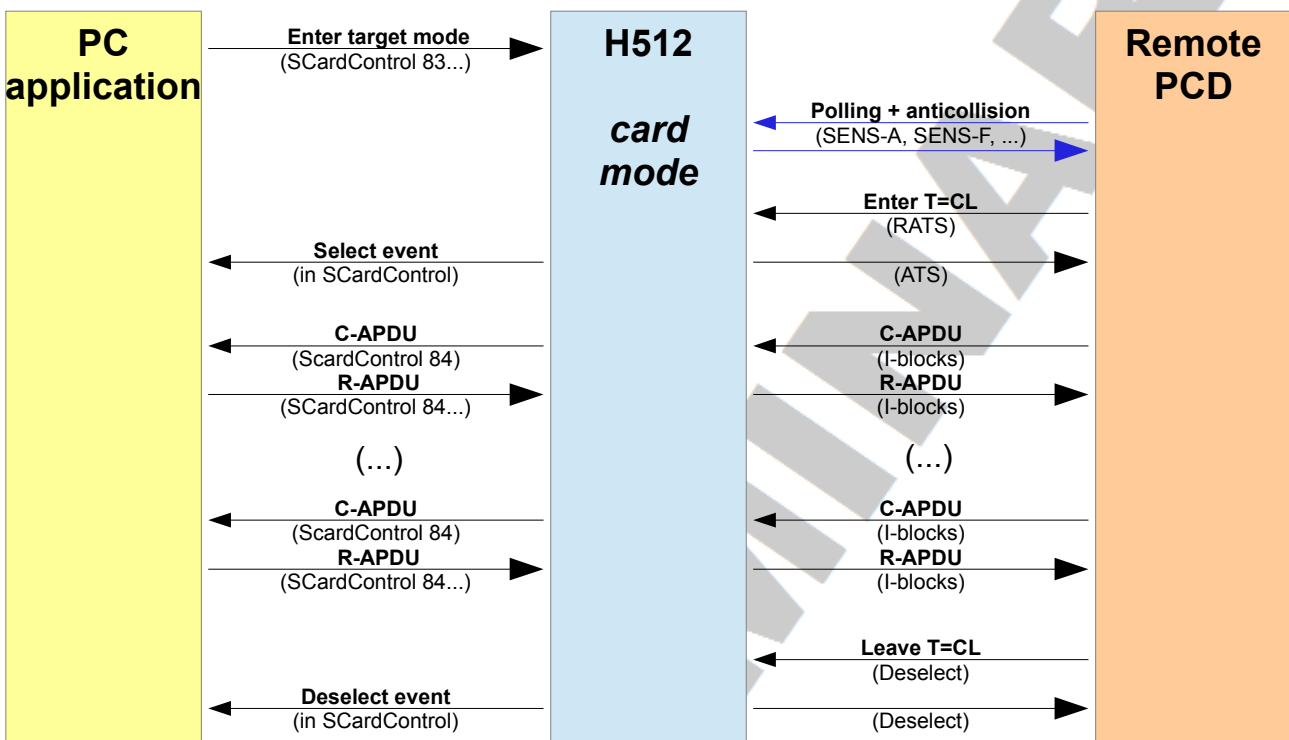 PC
application
H512
card
mode
Remote
PCD
Enter target mode
(SCardControl 83...)
Polling + anticollision
(SENS-A, SENS-F, ...)
Enter T=CL
(RATS)
Select event
(in SCardControl)
(ATS)
C-APDU
(ScardControl 84)
C-APDU
(I-blocks)
R-APDU
(SCardControl 84...)
R-APDU
(I-blocks)
(...)
(...)
C-APDU
(ScardControl 84)
C-APDU
(I-blocks)
R-APDU
(SCardControl 84...)
R-APDU
(I-blocks)
Leave T=CL
(Deselect)
Deselect event
(in SCardControl)
(Deselect)